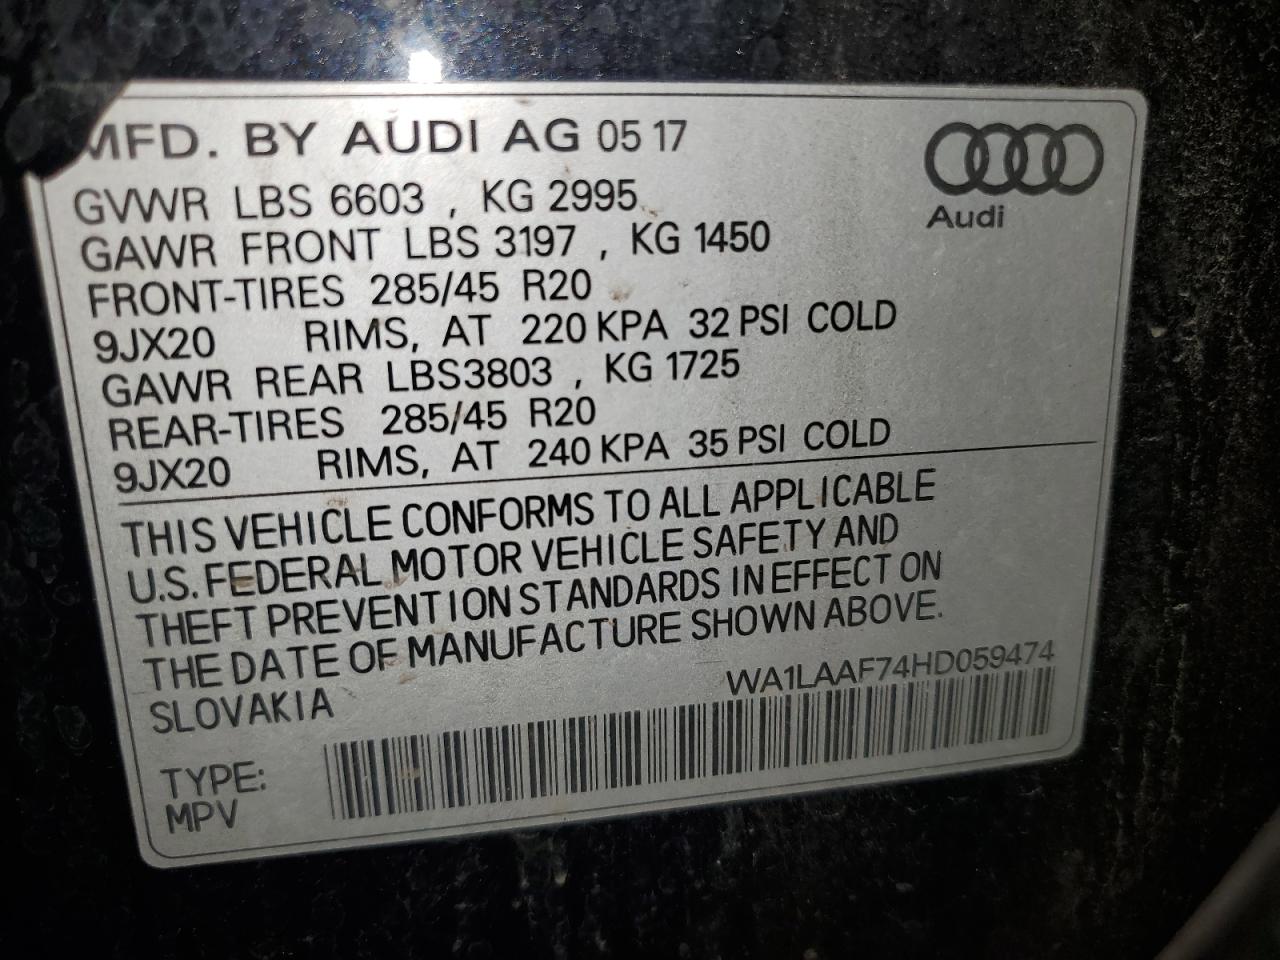 MFD. BY AUDI AG 05 17
Audi
GVWR LBS 6603 , KG 2995
GAWR FRONT LBS 3197 , KG 1450
FRONT-TIRES 285/45 R20
9JX20 RIMS, AT 220 KPA 32 PSI COLD
GAWR REAR LBS3803 , KG 1725
REAR-TIRES 285/45 R20
9JX20 RIMS, AT 240 KPA 35 PSI COLD
THIS VEHICLE CONFORMS TO ALL APPLICABLE
U.S. FEDERAL MOTOR VEHICLE SAFETY AND
THEFT PREVENTION STANDARDS IN EFFECT ON
THE DATE OF MANUFACTURE SHOWN ABOVE.
SLOVAKIA
WA1LAAF74HD059474
TYPE:
MPV